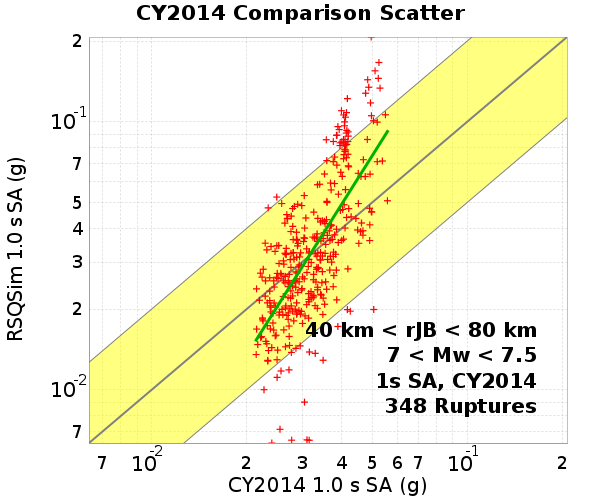 CY2014 Comparison Scatter
RSQSim 1.0 s SA (g)
2
10-1
7
5
4
3
2
10-2
7
40 km < rJB < 80 km
7 < Mw < 7.5
1s SA, CY2014
348 Ruptures
7 10-2 2 3 4 5 6 7 10-1 2
CY2014 1.0 s SA (g)